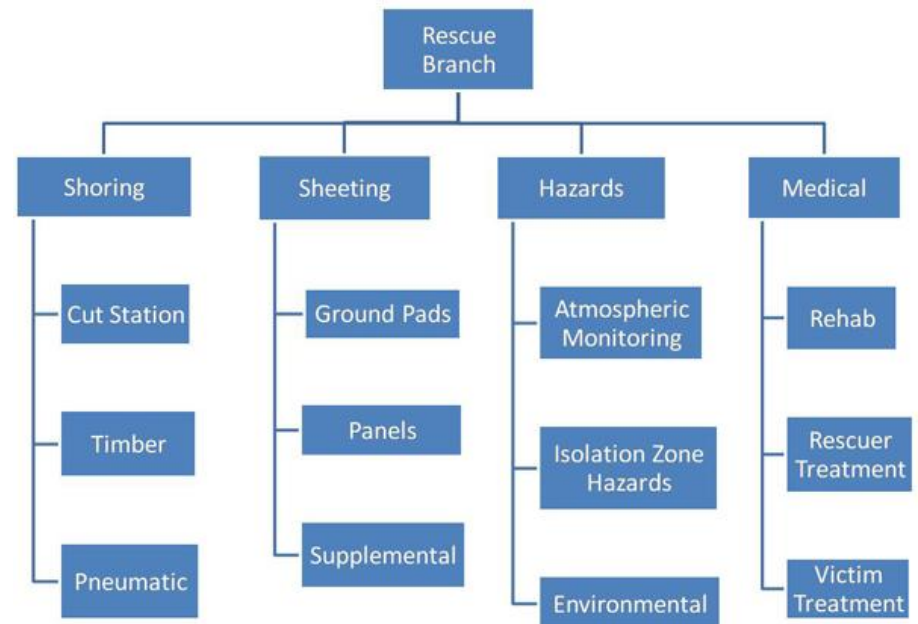 Rescue
Branch
Shoring
Sheeting
Hazards
Medical
Cut Station
Timber
Pneumatic
Ground Pads
Panels
Supplemental
Atmospheric
Monitoring
Isolation Zone
Hazards
Environmental
Rehab
Rescuer
Treatment
Victim
Treatment